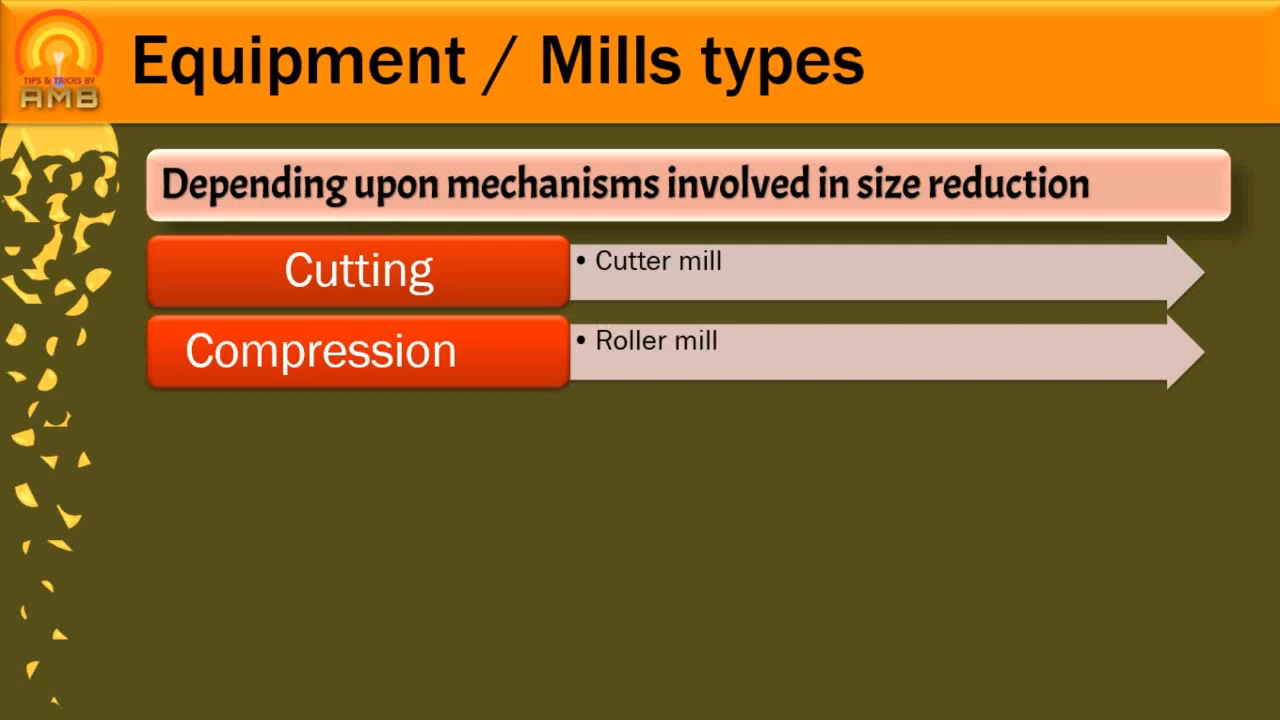 Equipment / Mills types
TIPS & TRICKS BY
AMB
Depending upon mechanisms involved in size reduction
Cutting
• Cutter mill
Compression
• Roller mill